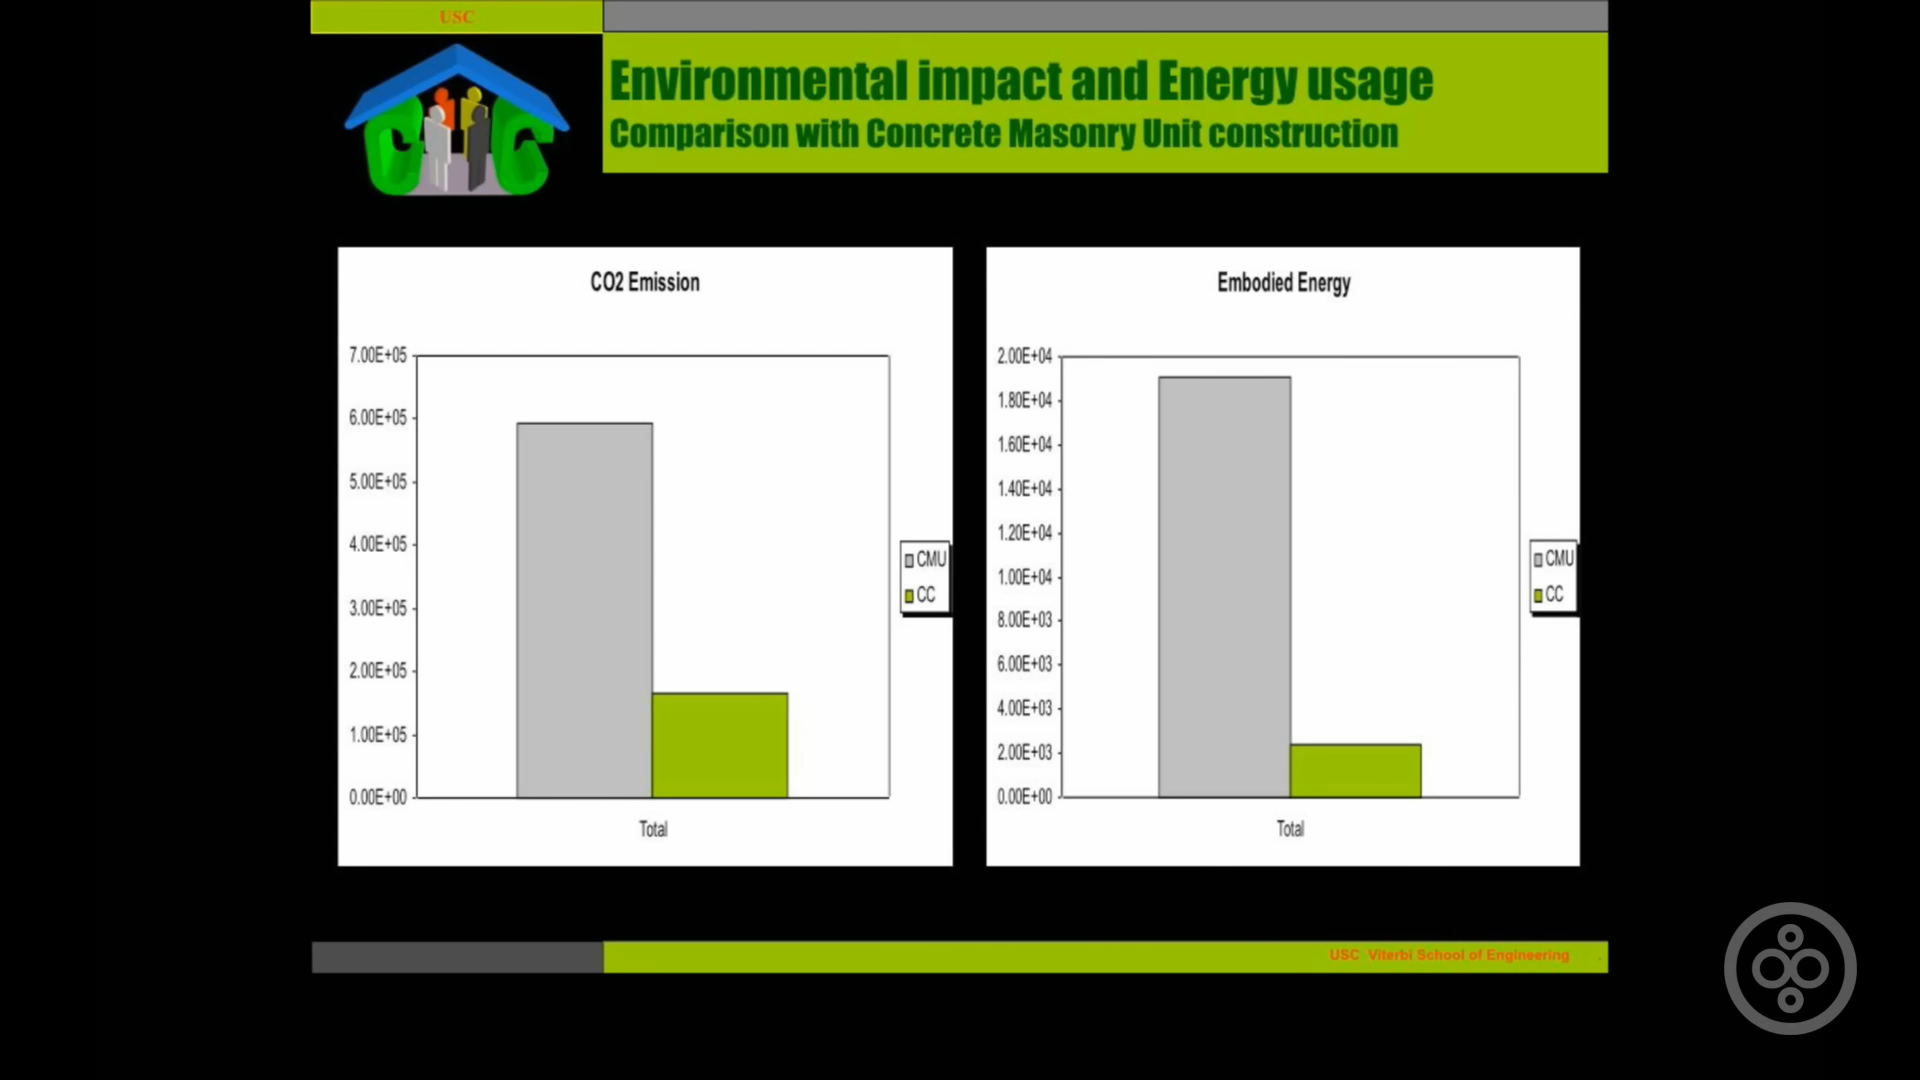 USC
Environmental impact and Energy usage
Comparison with Concrete Masonry Unit construction
CO2 Emission
7.00E+05
6.00E+05
5.00E+05
4.00E+05
3.00E+05
2.00E+05
1.00E+05
0.00E+00
Total
CMU
CC
Embodied Energy
2.00E+04
1.80E+04
1.60E+04
1.40E+04
1.20E+04
1.00E+04
8.00E+03
6.00E+03
4.00E+03
2.00E+03
0.00E+00
Total
CMU
CC
USC Viterbi School of Engineering